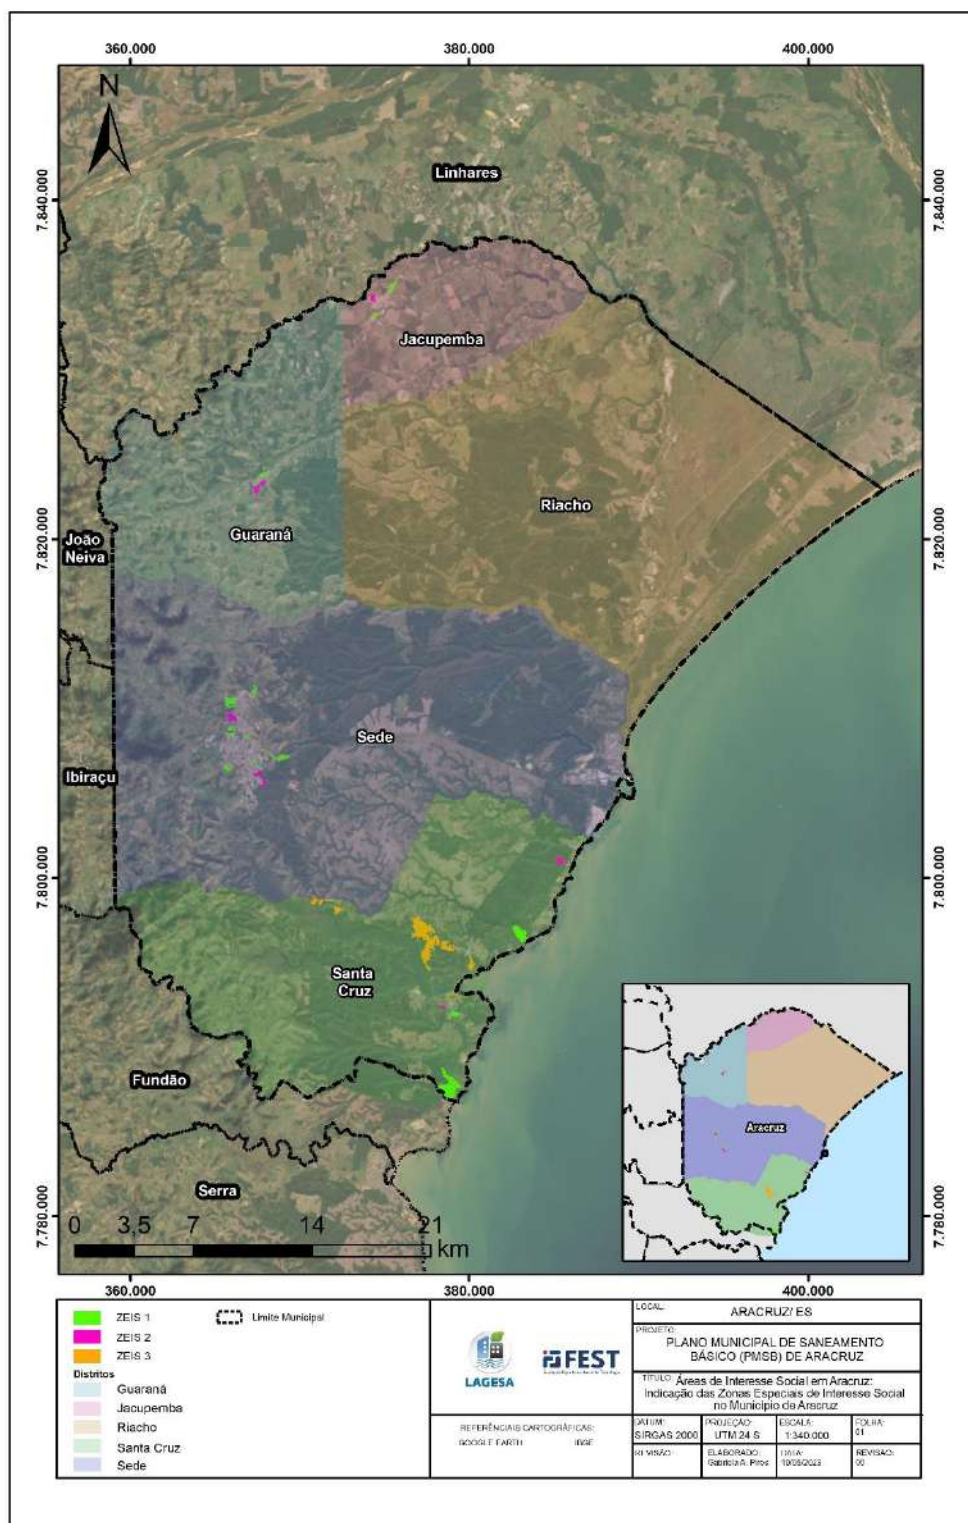 360.000 380.000 400.000
N
Linhares
7.840.000 7.840.000
Jacupemba
Riacho
Guaraná
João
Neiva
7.820.000 7.820.000
Sede
Ibiraçu
7.800.000 7.800.000
Santa
Cruz
Fundão
Aracruz
Serra
7.780.000 7.780.000
0 3,5 7 14 21
km
360.000 380.000 400.000
ZEIS 1
Limite Municipal
ZEIS 2
ZEIS 3
Distritos
Guaraná
Jacupemba
Riacho
Santa Cruz
Sede
LAGESA
FEST
REFERÊNCIAIS CARTOGRÁFICAS:
GOOGLE EARTH IBGE
LOCAL:
ARACRUZ/ ES
PROJETO:
PLANO MUNICIPAL DE SANEAMENTO
BÁSICO (PMSB) DE ARACRUZ
TÍTULO: Áreas de Interesse Social em Aracruz:
Indicação das Zonas Especiais de Interesse Social
no Município de Aracruz
DATUM: PROJEÇÃO: ESCALA: FOLHA:
SIRGAS 2000 UTM 24 S 1:340.000 01
REVISÃO: ELABORADO: DATA: REVISÃO:
Gabriela A. 00